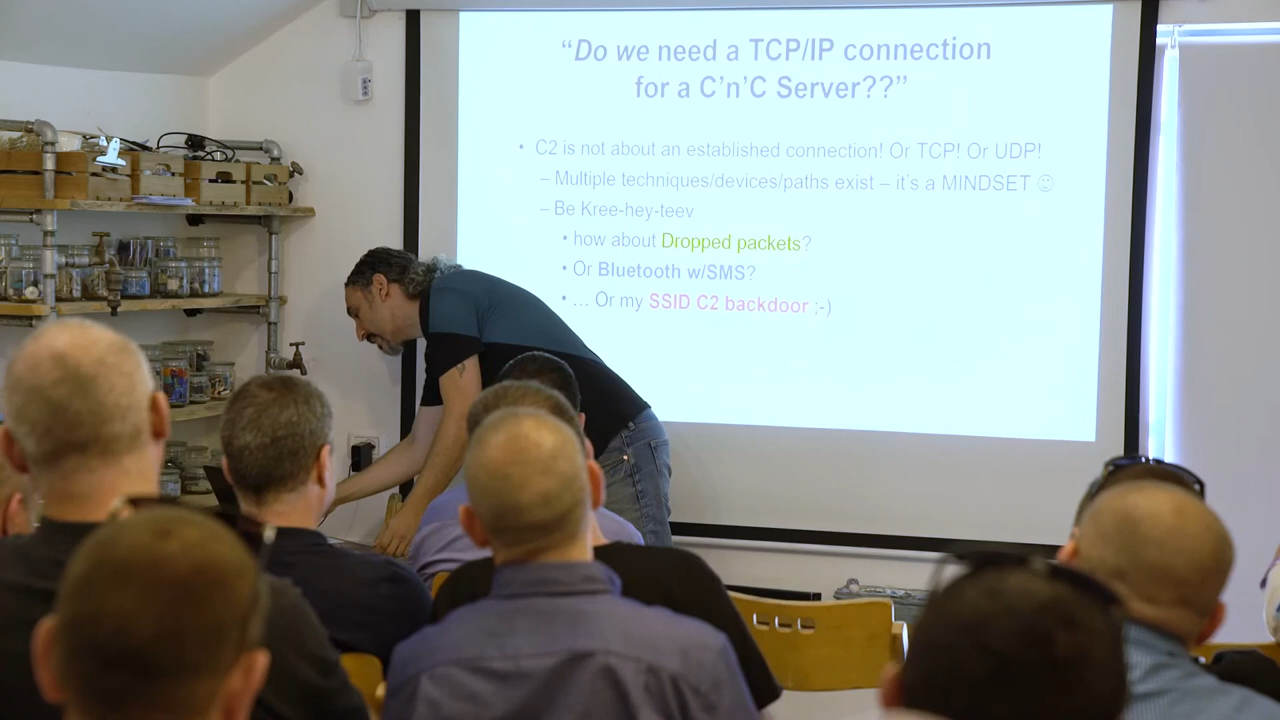 “Do we need a TCP/IP connection
for a C’n’C Server??”
• C2 is not about an established connection! Or TCP! Or UDP!
– Multiple techniques/devices/paths exist – it’s a MINDSET ☺
– Be Kree-hey-teev
• how about Dropped packets?
• Or Bluetooth w/SMS?
• … Or my SSID C2 backdoor ;-)